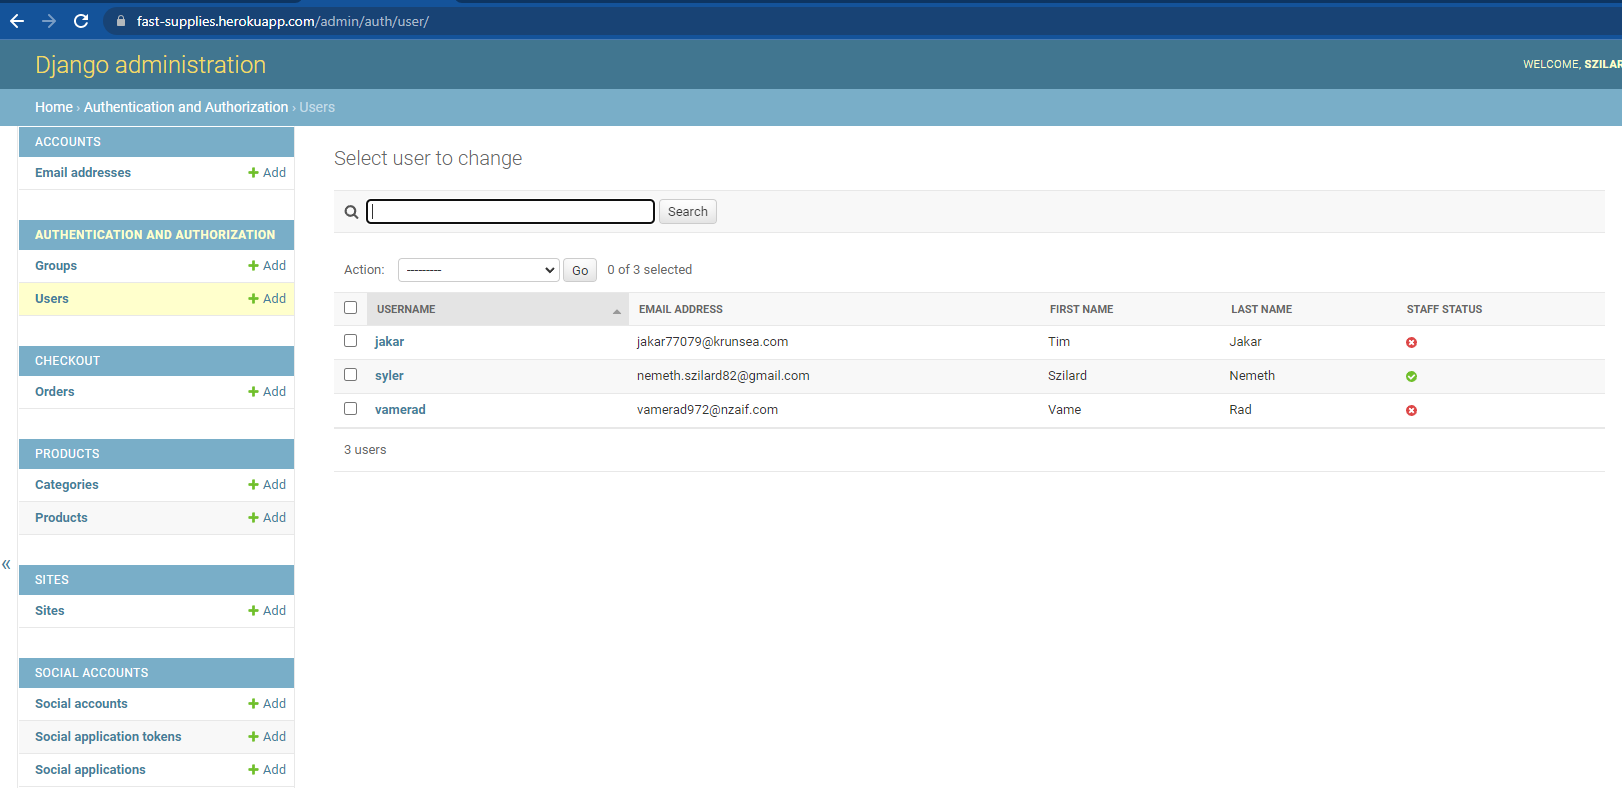 fast-supplies.herokuapp.com/admin/auth/user/
Django administration
WELCOME, SZILAR
Home › Authentication and Authorization › Users
ACCOUNTS
Email addresses + Add
AUTHENTICATION AND AUTHORIZATION
Groups + Add
Users + Add
CHECKOUT
Orders + Add
PRODUCTS
Categories + Add
Products + Add
«
SITES
Sites + Add
SOCIAL ACCOUNTS
Social accounts + Add
Social application tokens + Add
Social applications + Add
Select user to change
Search
Action: --------- Go 0 of 3 selected
USERNAME EMAIL ADDRESS FIRST NAME LAST NAME STAFF STATUS
jakar jakar77079@krunsea.com Tim Jakar
syler nemeth.szilard82@gmail.com Szilard Nemeth
vamerad vamerad972@nzaif.com Vame Rad
3 users